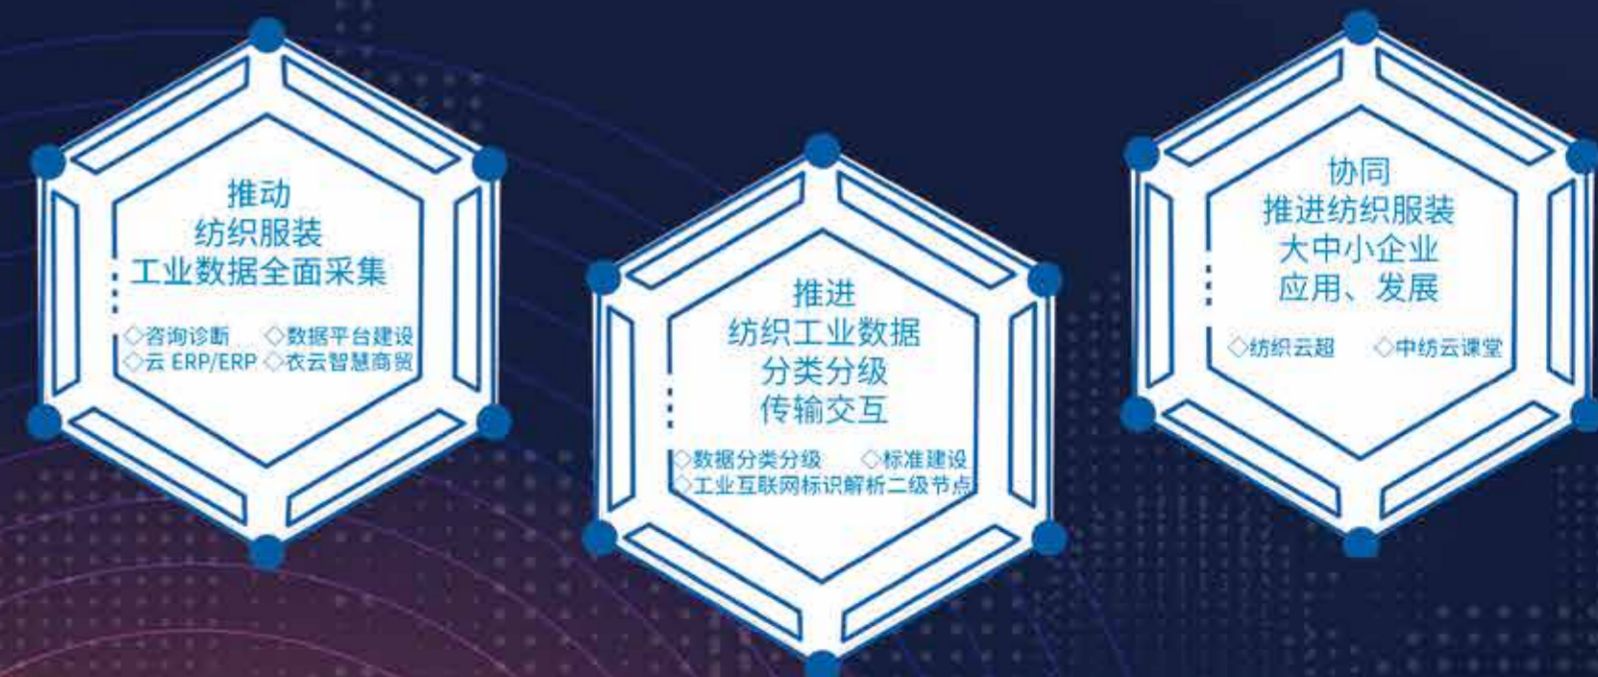 推动
纺织服装
工业数据全面采集
◇咨询诊断 ◇数据平台建设
◇云 ERP/ERP ◇衣云智慧商贸
推进
纺织工业数据
分类分级
传输交互
◇数据分类分级 ◇标准建设
◇工业互联网标识解析二级节点
协同
推进纺织服装
大中小企业
应用、发展
◇纺织云超 ◇中纺云课堂